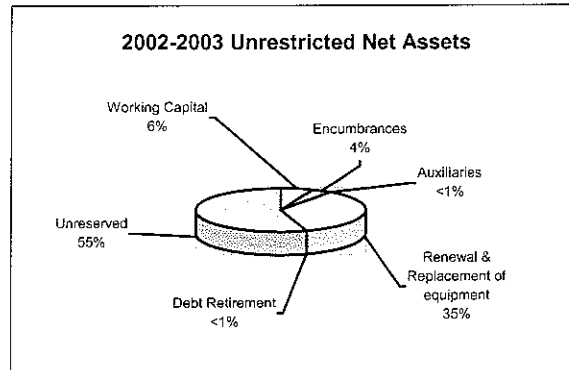 2002-2003 Unrestricted Net Assets
Working Capital
6%
Encumbrances
4%
Auxiliaries
<1%
Unreserved
55%
Renewal &
Replacement of
equipment
35%
Debt Retirement
<1%